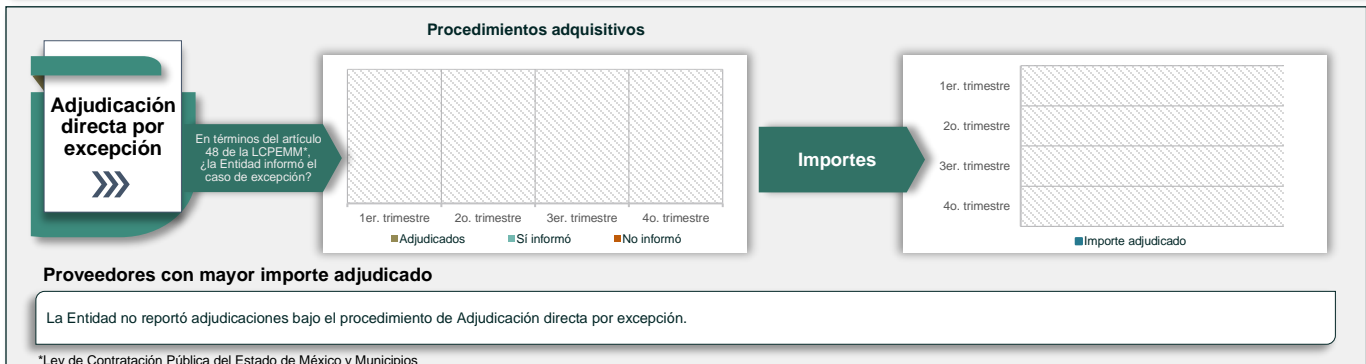 Procedimientos adquisitivos
Adjudicación
directa por
excepción
En términos del artículo
48 de la LCPEMM*,
¿la Entidad informó el
caso de excepción?
1er. trimestre 2o. trimestre 3er. trimestre 4o. trimestre
Adjudicados Sí informó No informó
Importes
1er. trimestre
2o. trimestre
3er. trimestre
4o. trimestre
Importe adjudicado
Proveedores con mayor importe adjudicado
La Entidad no reportó adjudicaciones bajo el procedimiento de Adjudicación directa por excepción.
*Ley de Contratación Pública del Estado de México y Municipios